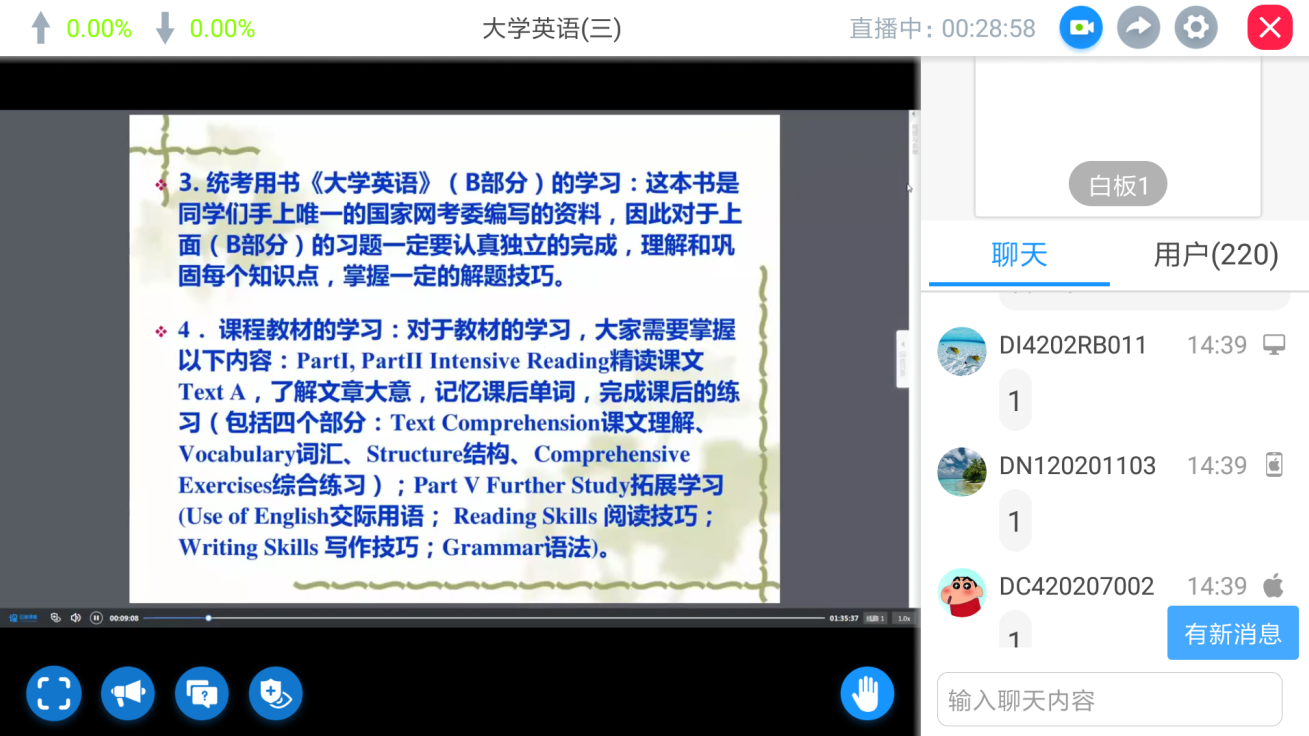 0.00%
0.00%
大学英语(三)
直播中: 00:28:58
3. 统考用书《大学英语》（B部分）的学习：这本书是
同学们手上唯一的国家网考委编写的资料，因此对于上
面（B部分）的习题一定要认真独立的完成，理解和巩
固每个知识点，掌握一定的解题技巧。
4． 课程教材的学习：对于教材的学习，大家需要掌握
以下内容：PartI, PartII Intensive Reading精读课文
Text A，了解文章大意，记忆课后单词，完成课后的练
习（包括四个部分：Text Comprehension课文理解、
Vocabulary词汇、Structure结构、Comprehensive
Exercises综合练习）；Part V Further Study拓展学习
(Use of English交际用语； Reading Skills 阅读技巧；
Writing Skills 写作技巧；Grammar语法)。
00:09:08
01:35:37
1.0x
白板1
聊天
用户(220)
DI4202RB011
14:39
1
DN120201103
14:39
1
DC420207002
14:39
1
有新消息
输入聊天内容